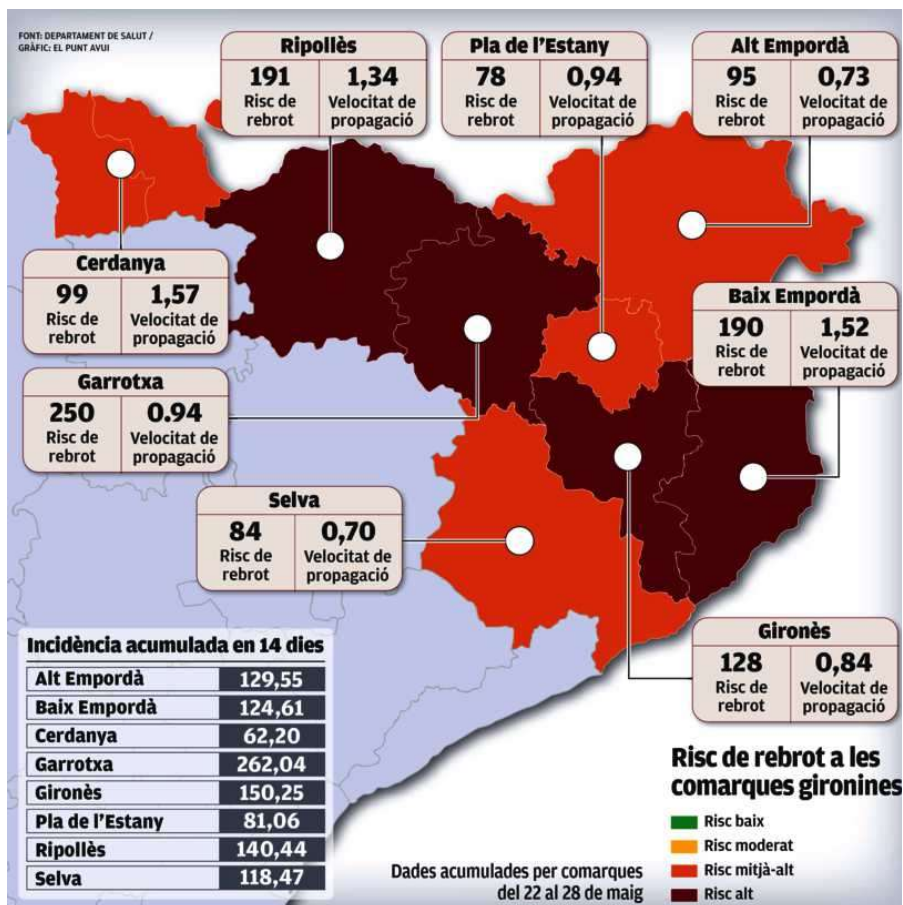 FONT: DEPARTAMENT DE SALUT /
GRÀFIC: EL PUNT AVUI
Ripollès
191
Risc de
rebrot
1,34
Velocitat de
propagació
Pla de l'Estany
78
Risc de
rebrot
0,94
Velocitat de
propagació
Alt Empordà
95
Risc de
rebrot
0,73
Velocitat de
propagació
Cerdanya
99
Risc de
rebrot
1,57
Velocitat de
propagació
Baix Empordà
190
Risc de
rebrot
1,52
Velocitat de
propagació
Garrotxa
250
Risc de
rebrot
0.94
Velocitat de
propagació
Selva
84
Risc de
rebrot
0,70
Velocitat de
propagació
Gironès
128
Risc de
rebrot
0,84
Velocitat de
propagació
Incidència acumulada en 14 dies
Alt Empordà 129,55
Baix Empordà 124,61
Cerdanya 62,20
Garrotxa 262,04
Gironès 150,25
Pla de l'Estany 81,06
Ripollès 140,44
Selva 118,47
Dades acumulades per comarques
del 22 al 28 de maig
Risc de rebrot a les
comarques gironines
Risc baix
Risc moderat
Risc mitjà-alt
Risc alt